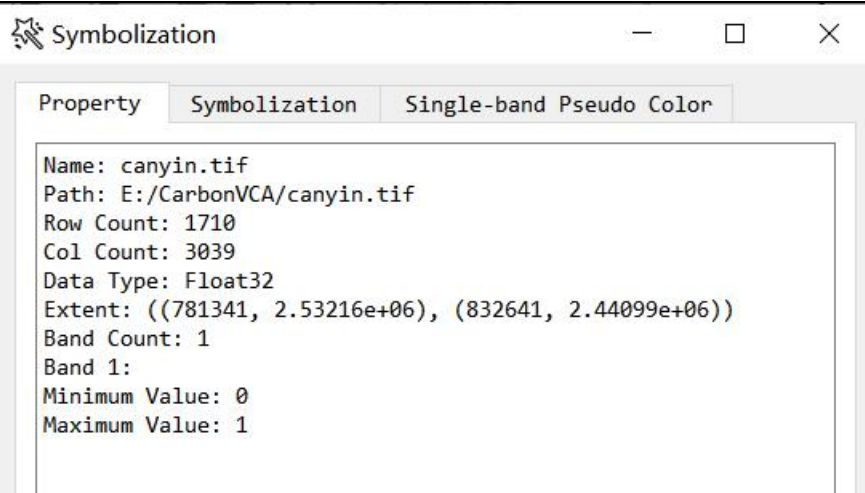 Symbolization
Property Symbolization Single-band Pseudo Color
Name: canyin.tif
Path: E:/CarbonVCA/canyin.tif
Row Count: 1710
Col Count: 3039
Data Type: Float32
Extent: ((781341, 2.53216e+06), (832641, 2.44099e+06))
Band Count: 1
Band 1:
Minimum Value: 0
Maximum Value: 1